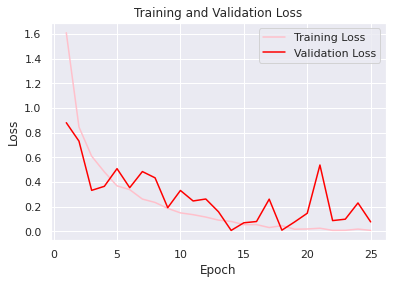 Training and Validation Loss
Training Loss
Validation Loss
Loss
1.6
1.4
1.2
1.0
0.8
0.6
0.4
0.2
0.0
0 5 10 15 20 25
Epoch